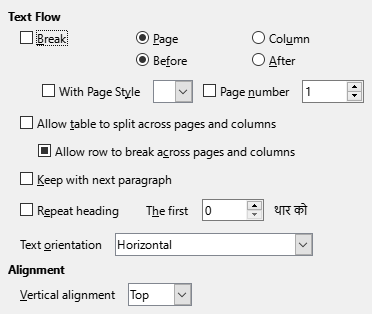 Text Flow
Break Page Column
Before After
With Page Style Page number 1
Allow table to split across pages and columns
Allow row to break across pages and columns
Keep with next paragraph
Repeat heading The first 0 थार को
Text orientation Horizontal
Alignment
Vertical alignment Top